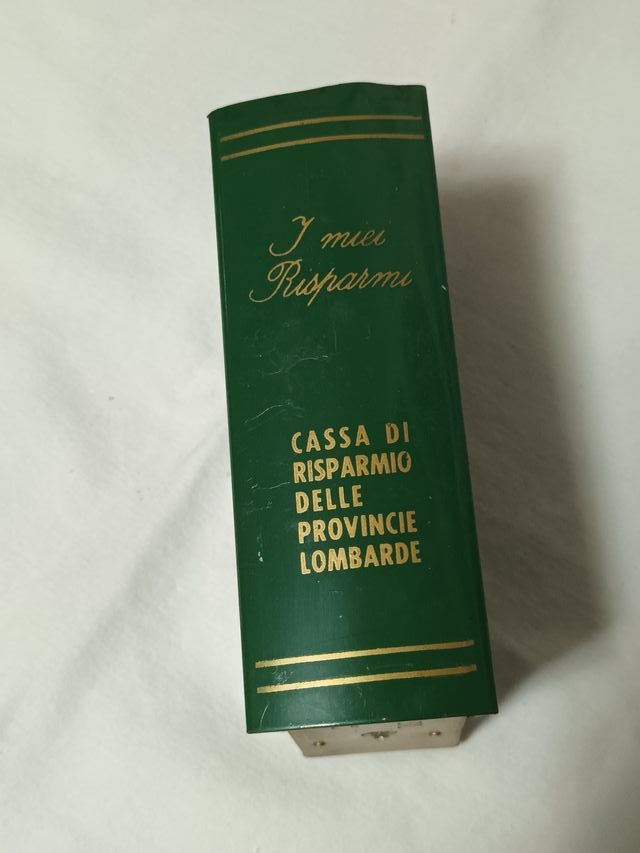 I miei
Risparmi
CASSA DI
RISPARMIO
DELLE
PROVINCIE
LOMBARDE